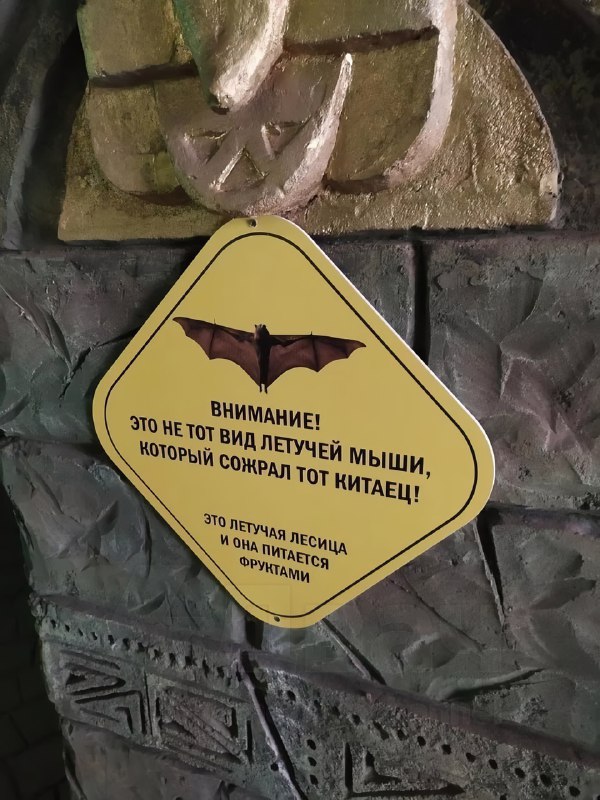 ВНИМАНИЕ!
ЭТО НЕ ТОТ ВИД ЛЕТУЧЕЙ МЫШИ,
КОТОРЫЙ СОЖРАЛ ТОТ КИТАЕЦ!
ЭТО ЛЕТУЧАЯ ЛЕСИЦА
И ОНА ПИТАЕТСЯ
ФРУКТАМИ